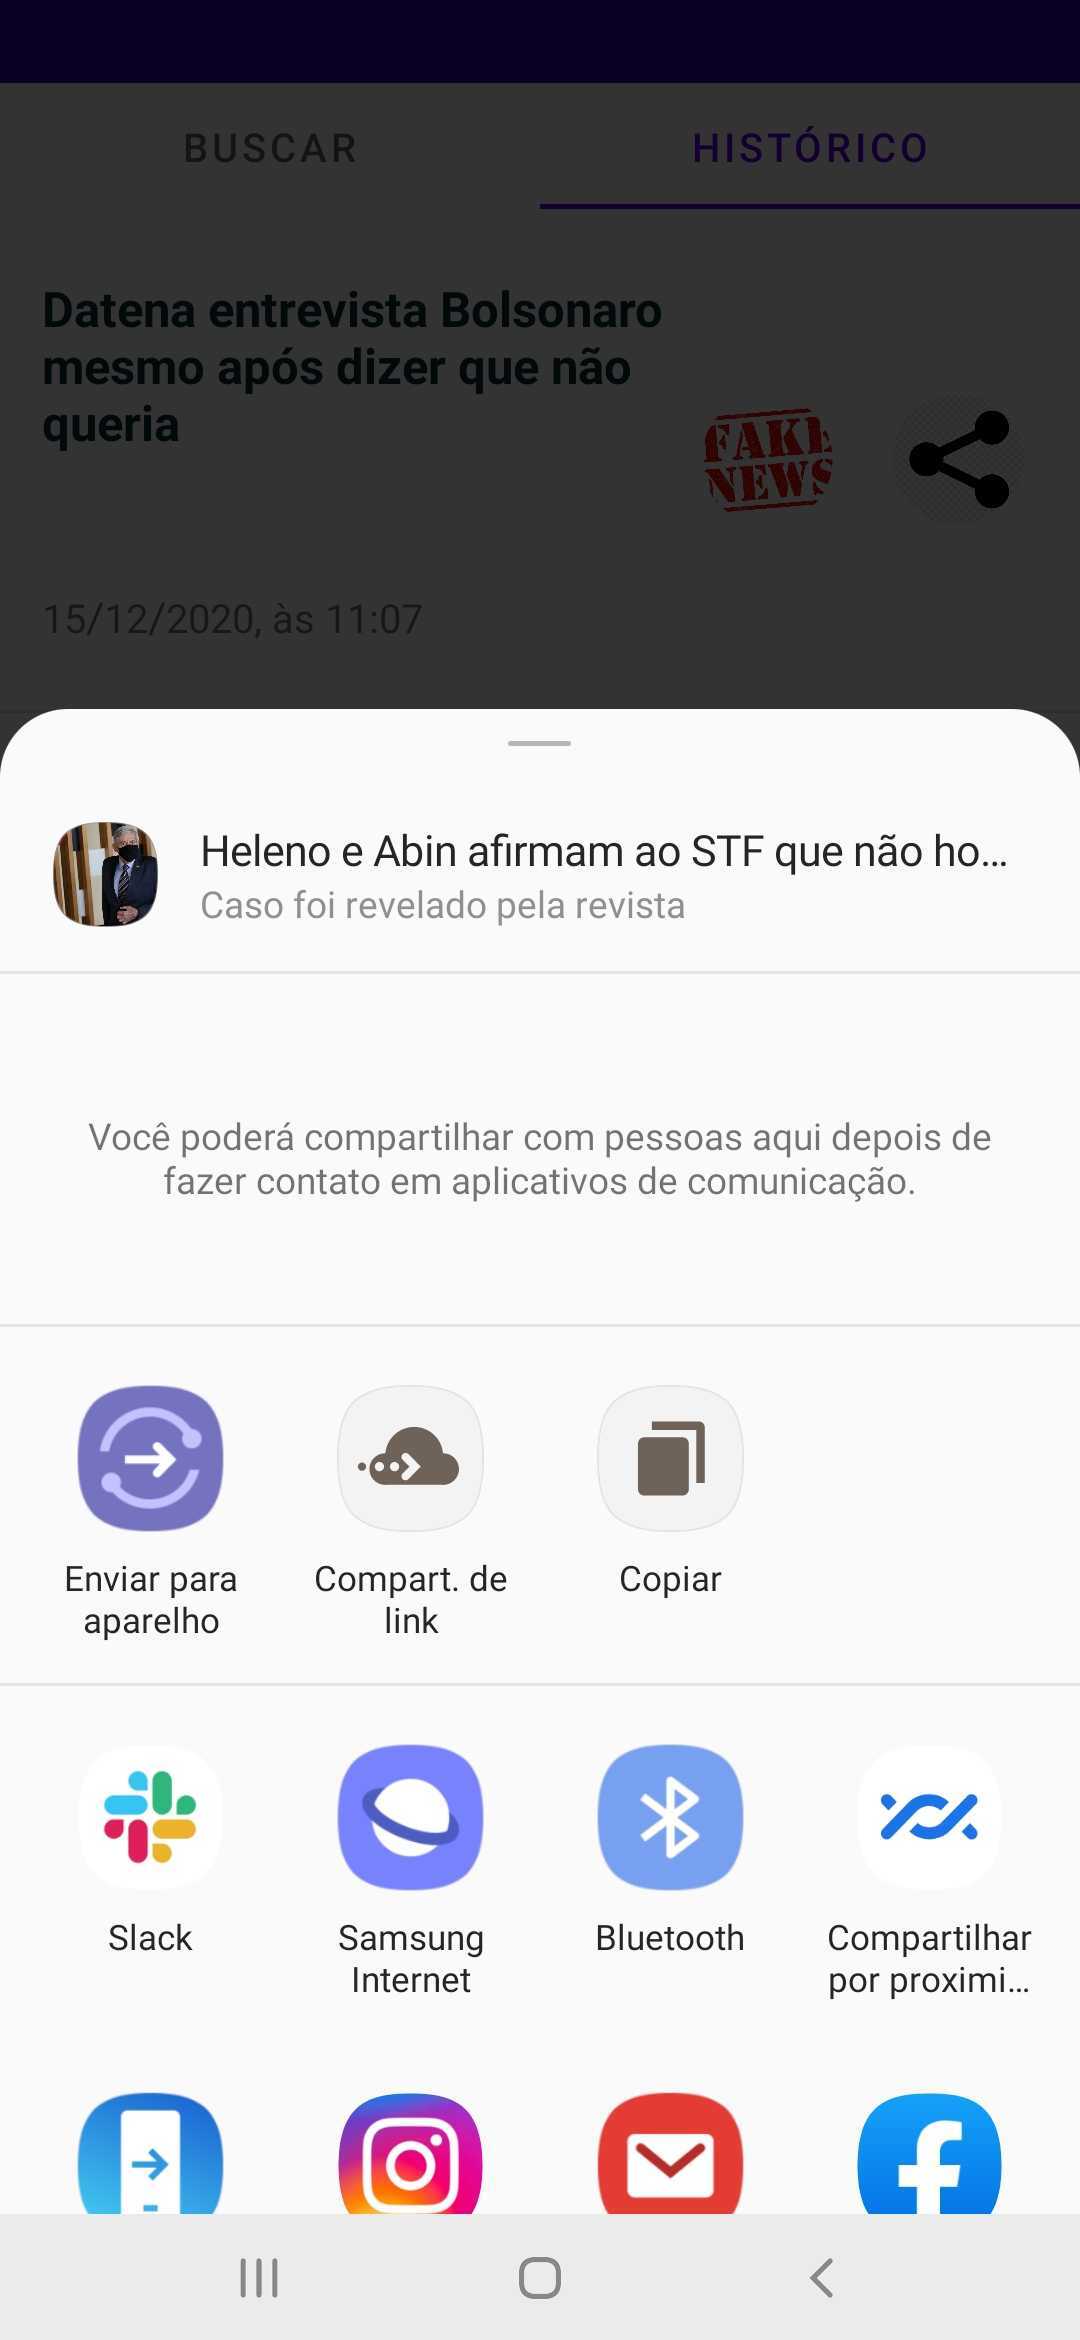 BUSCAR
HISTÓRICO
Datena entrevista Bolsonaro
mesmo após dizer que não
queria
FAKE
NEWS
15/12/2020, às 11:07
Heleno e Abin afirmam ao STF que não ho...
Caso foi revelado pela revista
Você poderá compartilhar com pessoas aqui depois de
fazer contato em aplicativos de comunicação.
Enviar para
aparelho
Compart. de
link
Copiar
Slack
Samsung
Internet
Bluetooth
Compartilhar
por proximi...